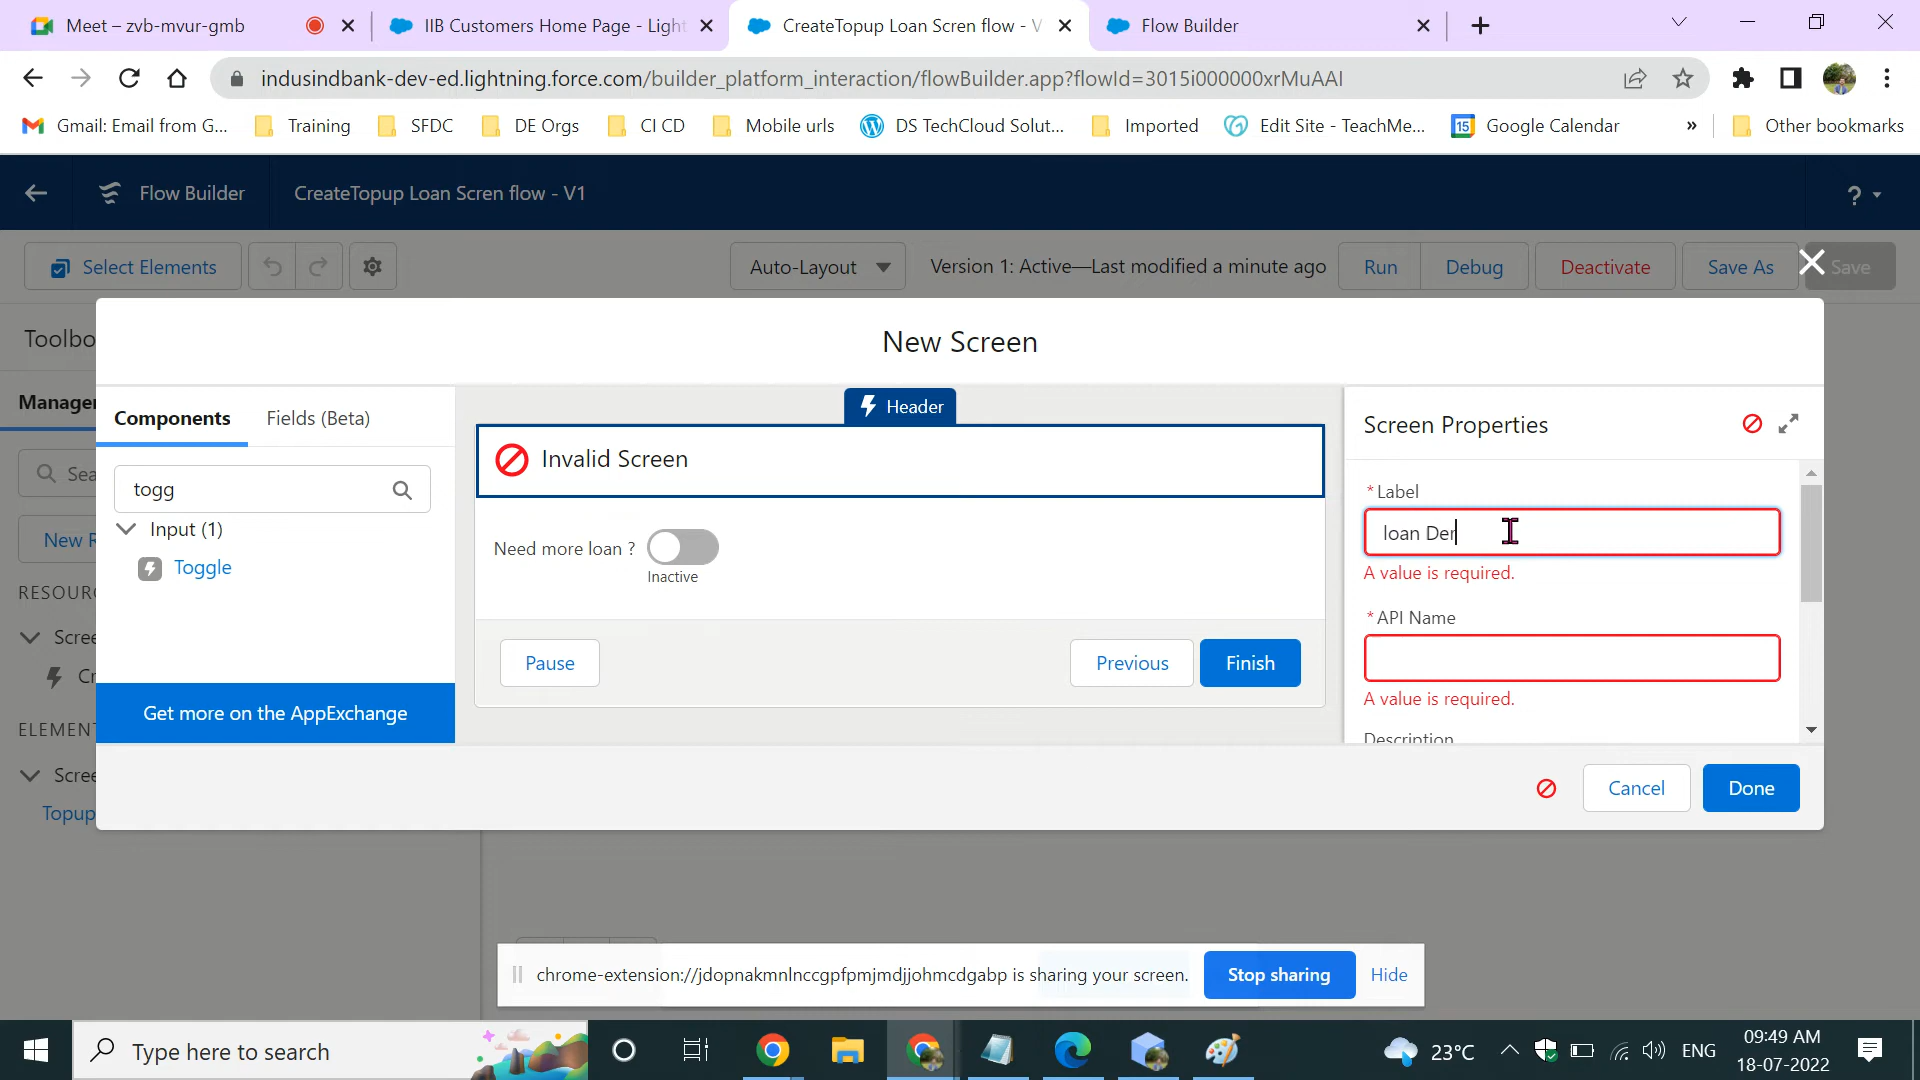 Meet – zvb-mvur-gmb
IIB Customers Home Page - Light
CreateTopup Loan Scren flow - V
Flow Builder
indusindbank-dev-ed.lightning.force.com/builder_platform_interaction/flowBuilder.app?flowId=3015i000000xrMuAAI
Gmail: Email from G...
Training
SFDC
DE Orgs
CI CD
Mobile urls
DS TechCloud Solut...
Imported
Edit Site - TeachMe...
15
Google Calendar
»
Other bookmarks
Flow Builder
CreateTopup Loan Scren flow - V1
?
Select Elements
Auto-Layout
Version 1: Active—Last modified a minute ago
Run
Debug
Deactivate
Save As
Save
Toolbo
New Screen
Manager
Components
Fields (Beta)
Header
Screen Properties
Sea
togg
Invalid Screen
* Label
loan Der
Input (1)
New R
Toggle
Need more loan ?
Inactive
A value is required.
RESOUR
* API Name
Scree
Cr
Pause
Previous
Finish
A value is required.
Get more on the AppExchange
ELEMENT
Description
Scree
Topup
Cancel
Done
chrome-extension://jdopnakmnlnccgpfpmjmdjjohmcdgabp is sharing your screen.
Stop sharing
Hide
Type here to search
23°C
ENG
09:49 AM
18-07-2022